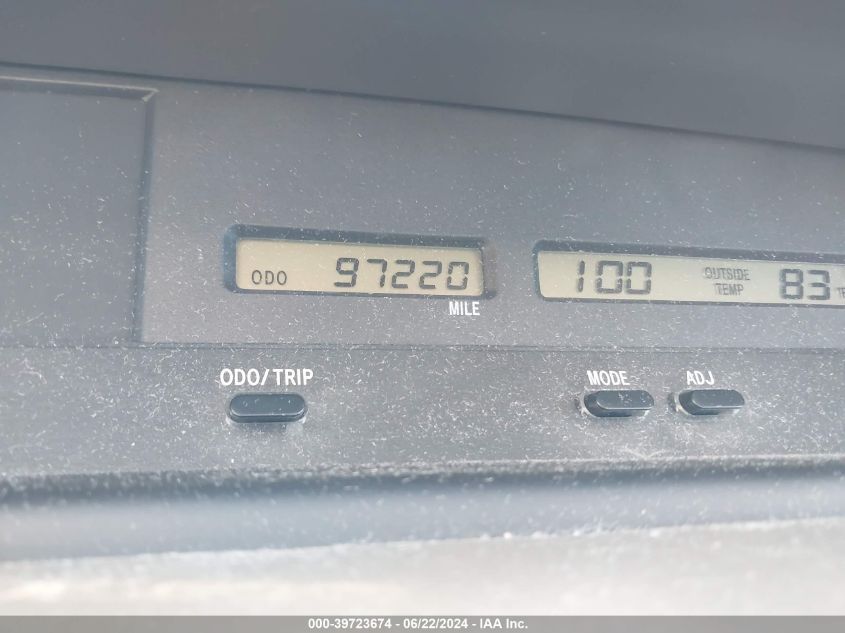 ODO 97220
MILE
100 OUTSIDE TEMP 83
ODO/TRIP
MODE ADJ
000-39723674 - 06/22/2024 - IAA Inc.